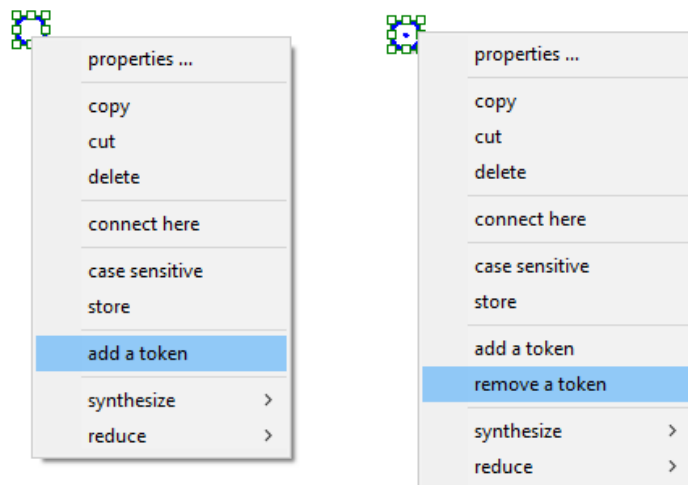 properties ...
copy
cut
delete
connect here
case sensitive
store
add a token
synthesize
reduce
properties ...
copy
cut
delete
connect here
case sensitive
store
add a token
remove a token
synthesize
reduce